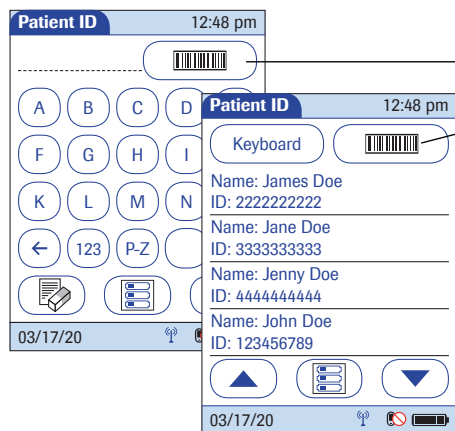 Patient ID 12:48 pm
A B C D
F G H I
K L M N
123 P-Z
03/17/20
Patient ID 12:48 pm
Keyboard
Name: James Doe
ID: 2222222222
Name: Jane Doe
ID: 3333333333
Name: Jenny Doe
ID: 4444444444
Name: John Doe
ID: 123456789
03/17/20